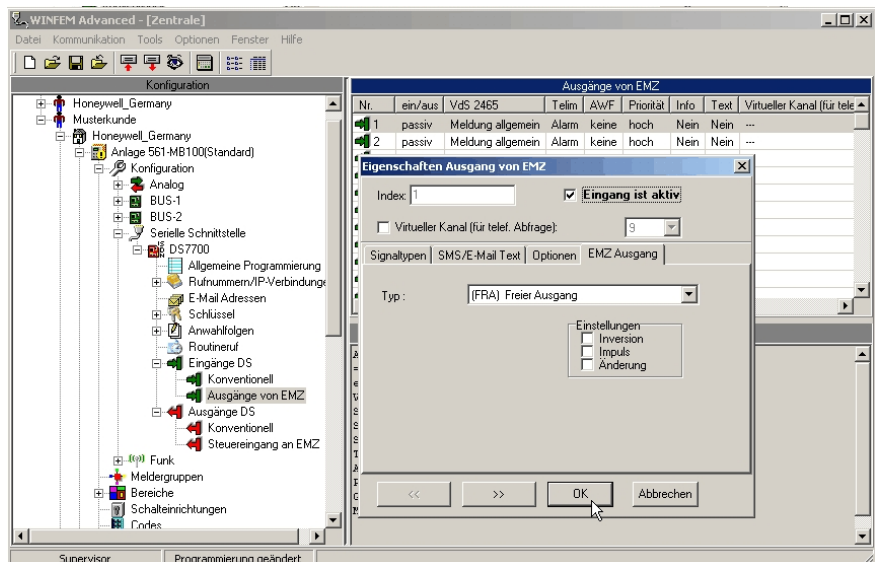 WINFEM Advanced - [Zentrale]
Datei Kommunikation Tools Optionen Fenster Hilfe
Konfiguration
Honeywell_Germany
Musterkunde
Honeywell_Germany
Anlage 561-MB100(Standard)
Konfiguration
Analog
BUS-1
BUS-2
Serielle Schnittstelle
DS7700
Allgemeine Programmierung
Rufnummern/IP-Verbindunge
E-Mail Adressen
Schlüssel
Anwahlfolgen
Routineruf
Eingänge DS
Konventionell
Ausgänge von EMZ
Ausgänge DS
Konventionell
Steuereingang an EMZ
Funk
Meldergruppen
Bereiche
Schalteinrichtungen
Codes
Ausgänge von EMZ
Nr. ein/aus VdS 2465 Telim AWF Priorität Info Text Virtueller Kanal (für tele
1 passiv Meldung allgemein Alarm keine hoch Nein Nein ---
2 passiv Meldung allgemein Alarm keine hoch Nein Nein ---
Eigenschaften Ausgang von EMZ
Index: 1 Eingang ist aktiv
Virtueller Kanal (für telef. Abfrage): 9
Signaltypen SMS/E-Mail Text Optionen EMZ Ausgang
Typ : (FRA) Freier Ausgang
Einstellungen
Inversion
Impuls
Änderung
<< >> OK Abbrechen
Supervisor Programmierung geändert